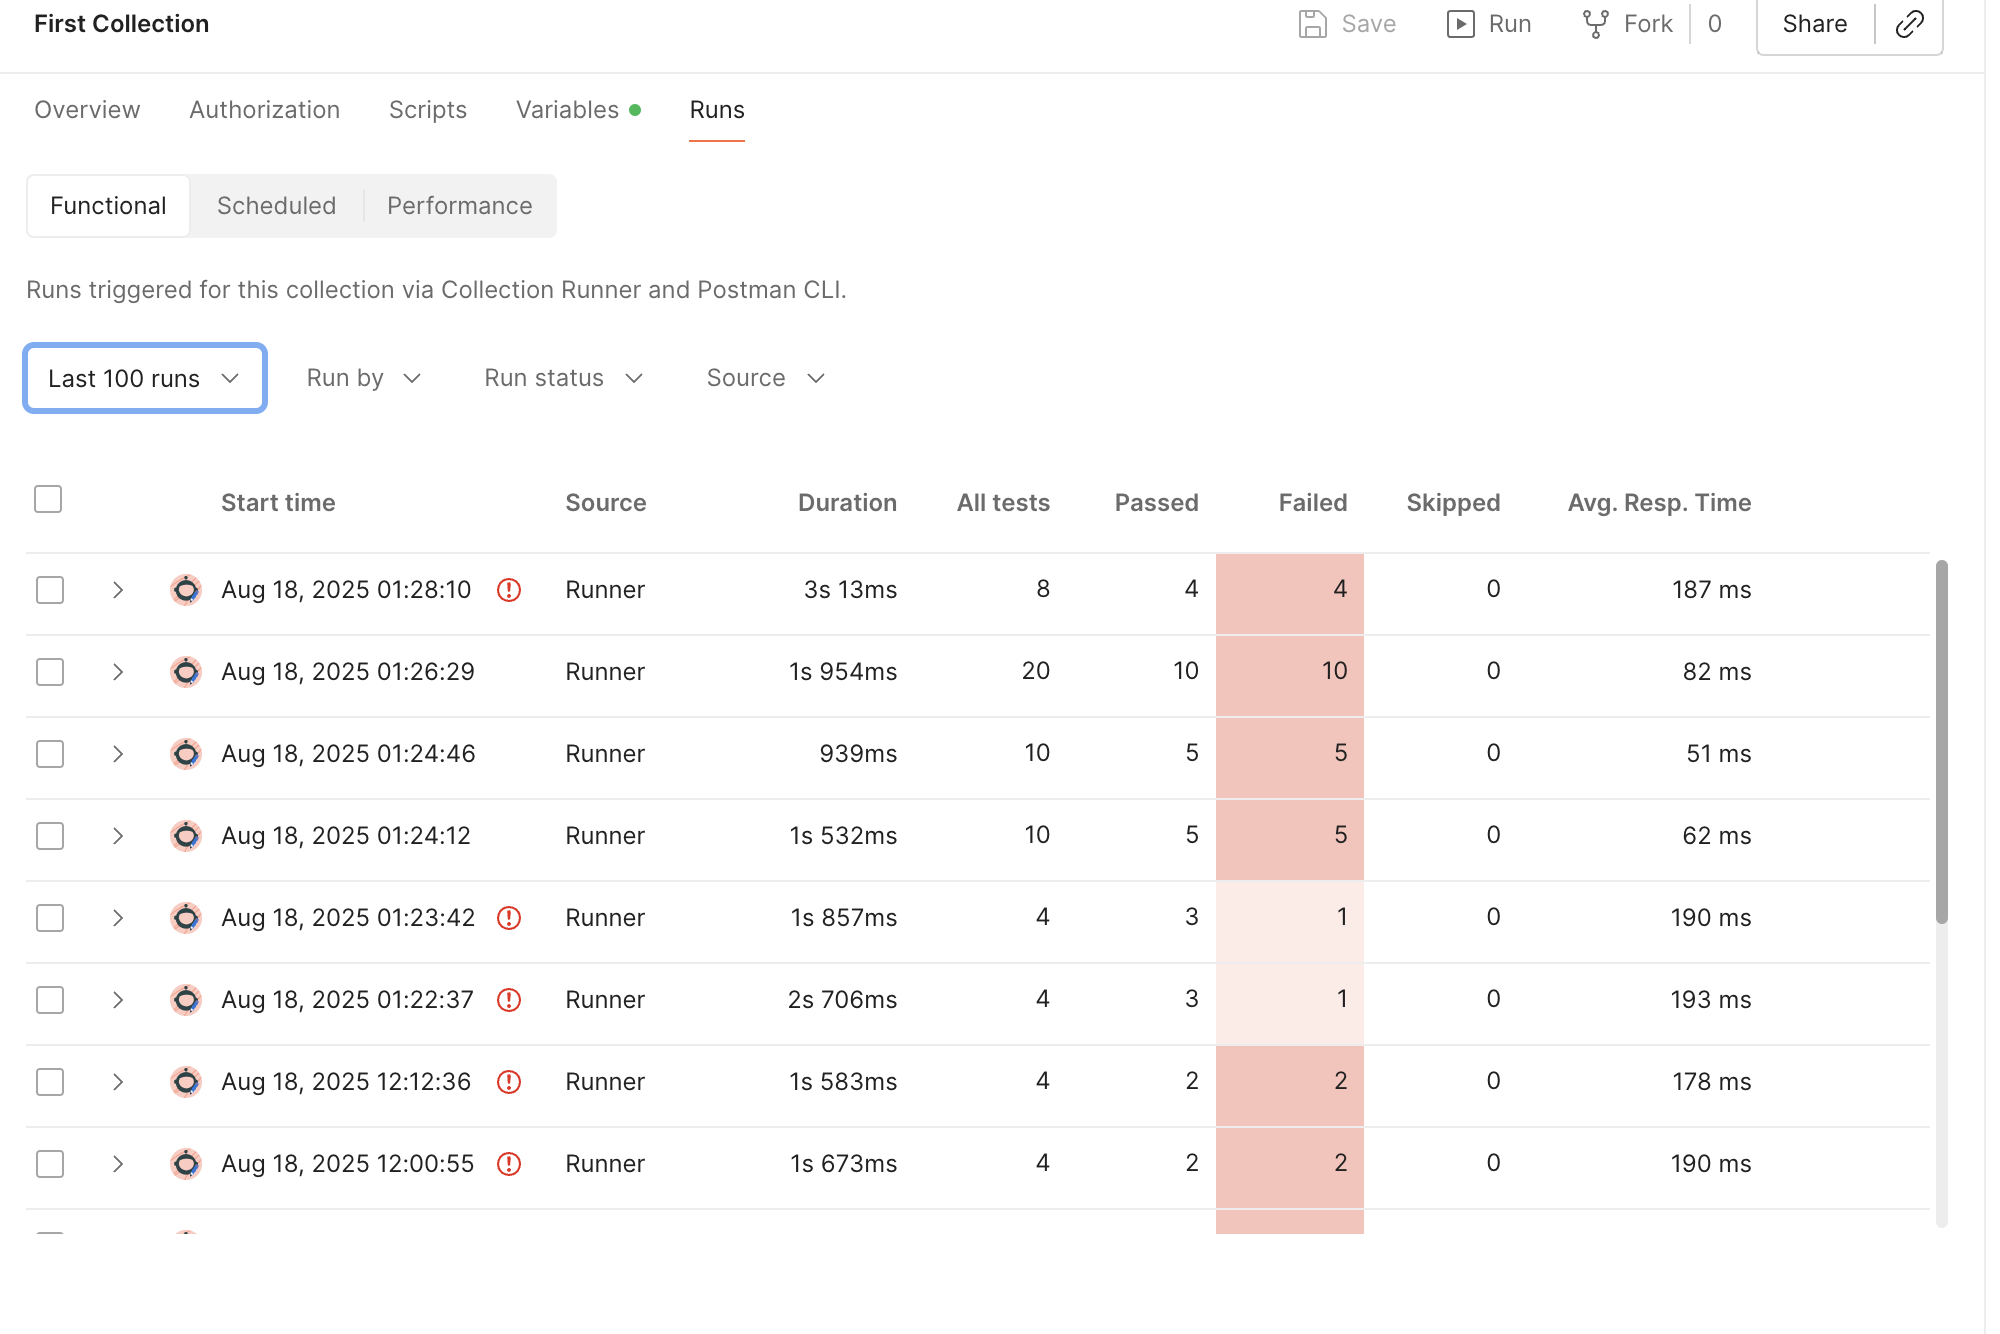 First Collection Save Run Fork 0 Share
Overview Authorization Scripts Variables Runs
Functional Scheduled Performance
Runs triggered for this collection via Collection Runner and Postman CLI.
Last 100 runs Run by Run status Source
Start time Source Duration All tests Passed Failed Skipped Avg. Resp. Time
Aug 18, 2025 01:28:10 Runner 3s 13ms 8 4 4 0 187 ms
Aug 18, 2025 01:26:29 Runner 1s 954ms 20 10 10 0 82 ms
Aug 18, 2025 01:24:46 Runner 939ms 10 5 5 0 51 ms
Aug 18, 2025 01:24:12 Runner 1s 532ms 10 5 5 0 62 ms
Aug 18, 2025 01:23:42 Runner 1s 857ms 4 3 1 0 190 ms
Aug 18, 2025 01:22:37 Runner 2s 706ms 4 3 1 0 193 ms
Aug 18, 2025 12:12:36 Runner 1s 583ms 4 2 2 0 178 ms
Aug 18, 2025 12:00:55 Runner 1s 673ms 4 2 2 0 190 ms